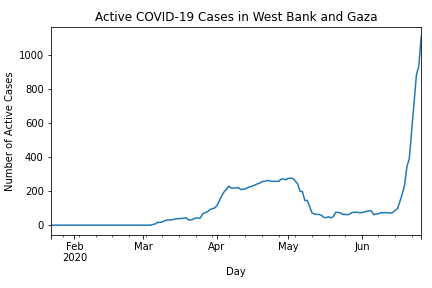 Active COVID-19 Cases in West Bank and Gaza
Number of Active Cases
1000
800
600
400
200
0
Feb
2020
Mar
Apr
May
Jun
Day